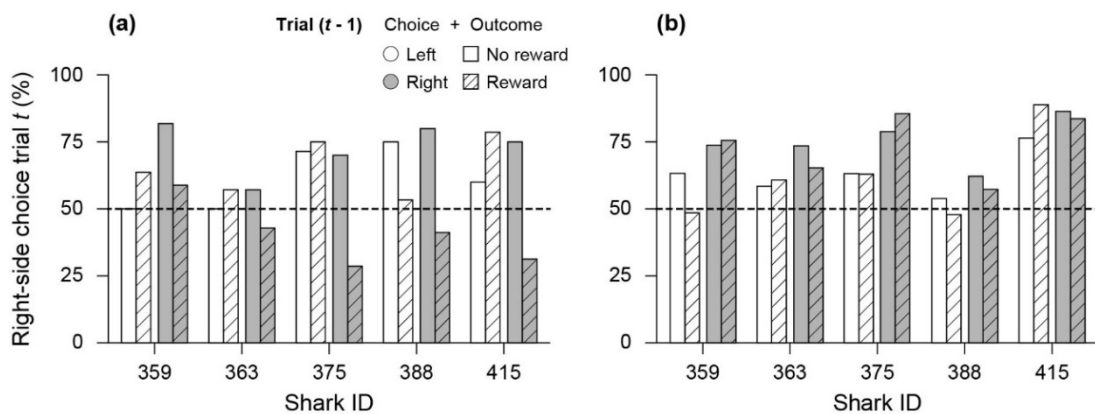 (a) Trial (t - 1) Choice + Outcome (b)
Left No reward
Right Reward
Right-side choice trial t (%)
100 100
75 75
50 50
25 25
0 0
359 363 375 388 415 359 363 375 388 415
Shark ID Shark ID